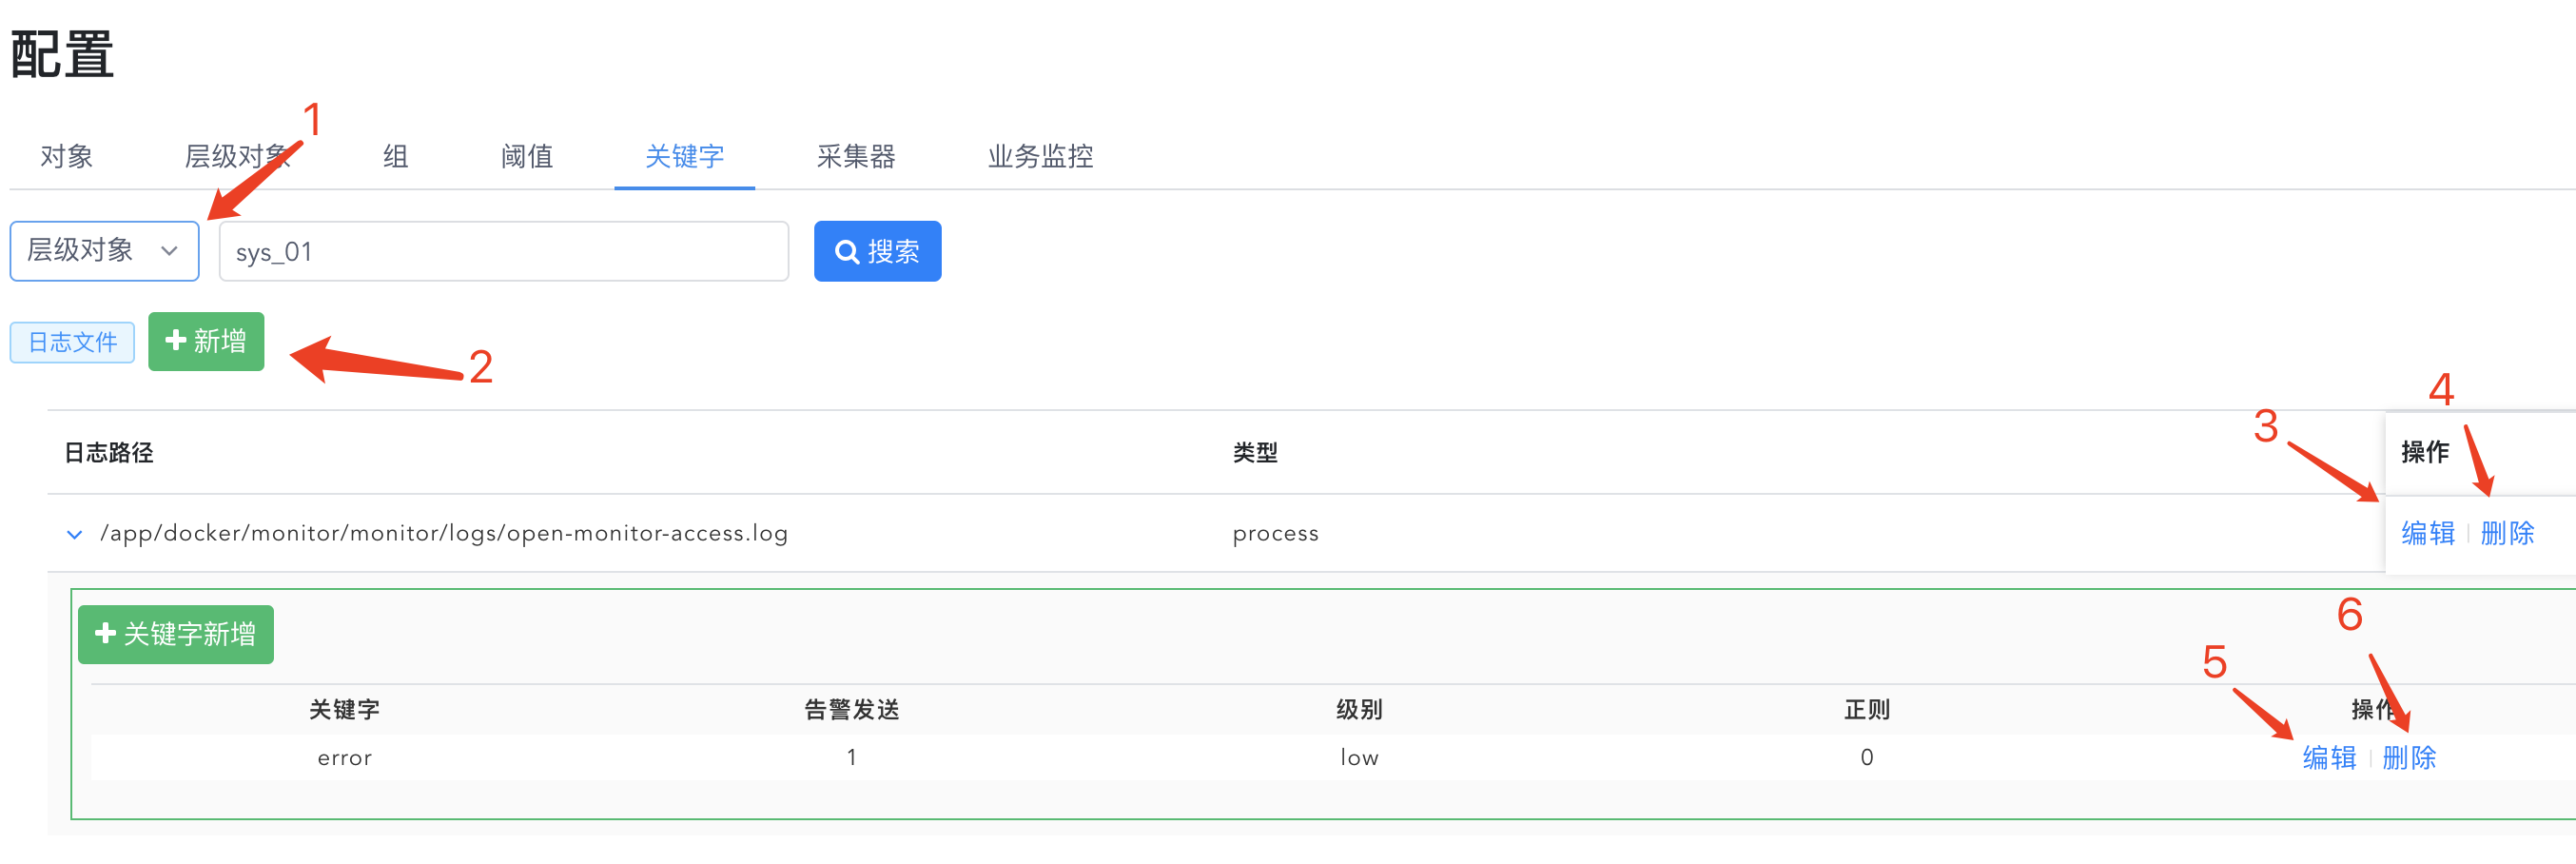 配置
1
对象 层级对象 组 阈值 关键字 采集器 业务监控
层级对象 sys_01 搜索
日志文件 新增
2
3
4
日志路径 类型 操作
/app/docker/monitor/monitor/logs/open-monitor-access.log process 编辑 删除
6
关键字新增
5
关键字 告警发送 级别 正则 操作
error 1 low 0 编辑 删除